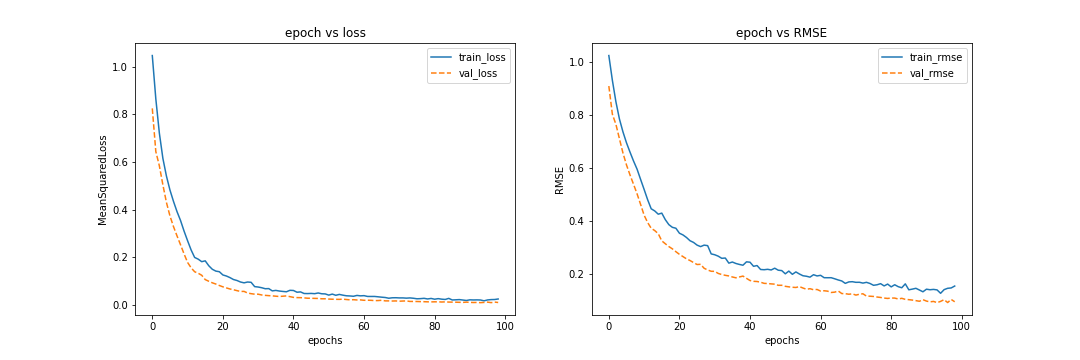 epoch vs loss
MeanSquaredLoss
1.0
0.8
0.6
0.4
0.2
0.0
0 20 40 60 80 100
epochs
train_loss
val_loss
epoch vs RMSE
RMSE
1.0
0.8
0.6
0.4
0.2
0 20 40 60 80 100
epochs
train_rmse
val_rmse